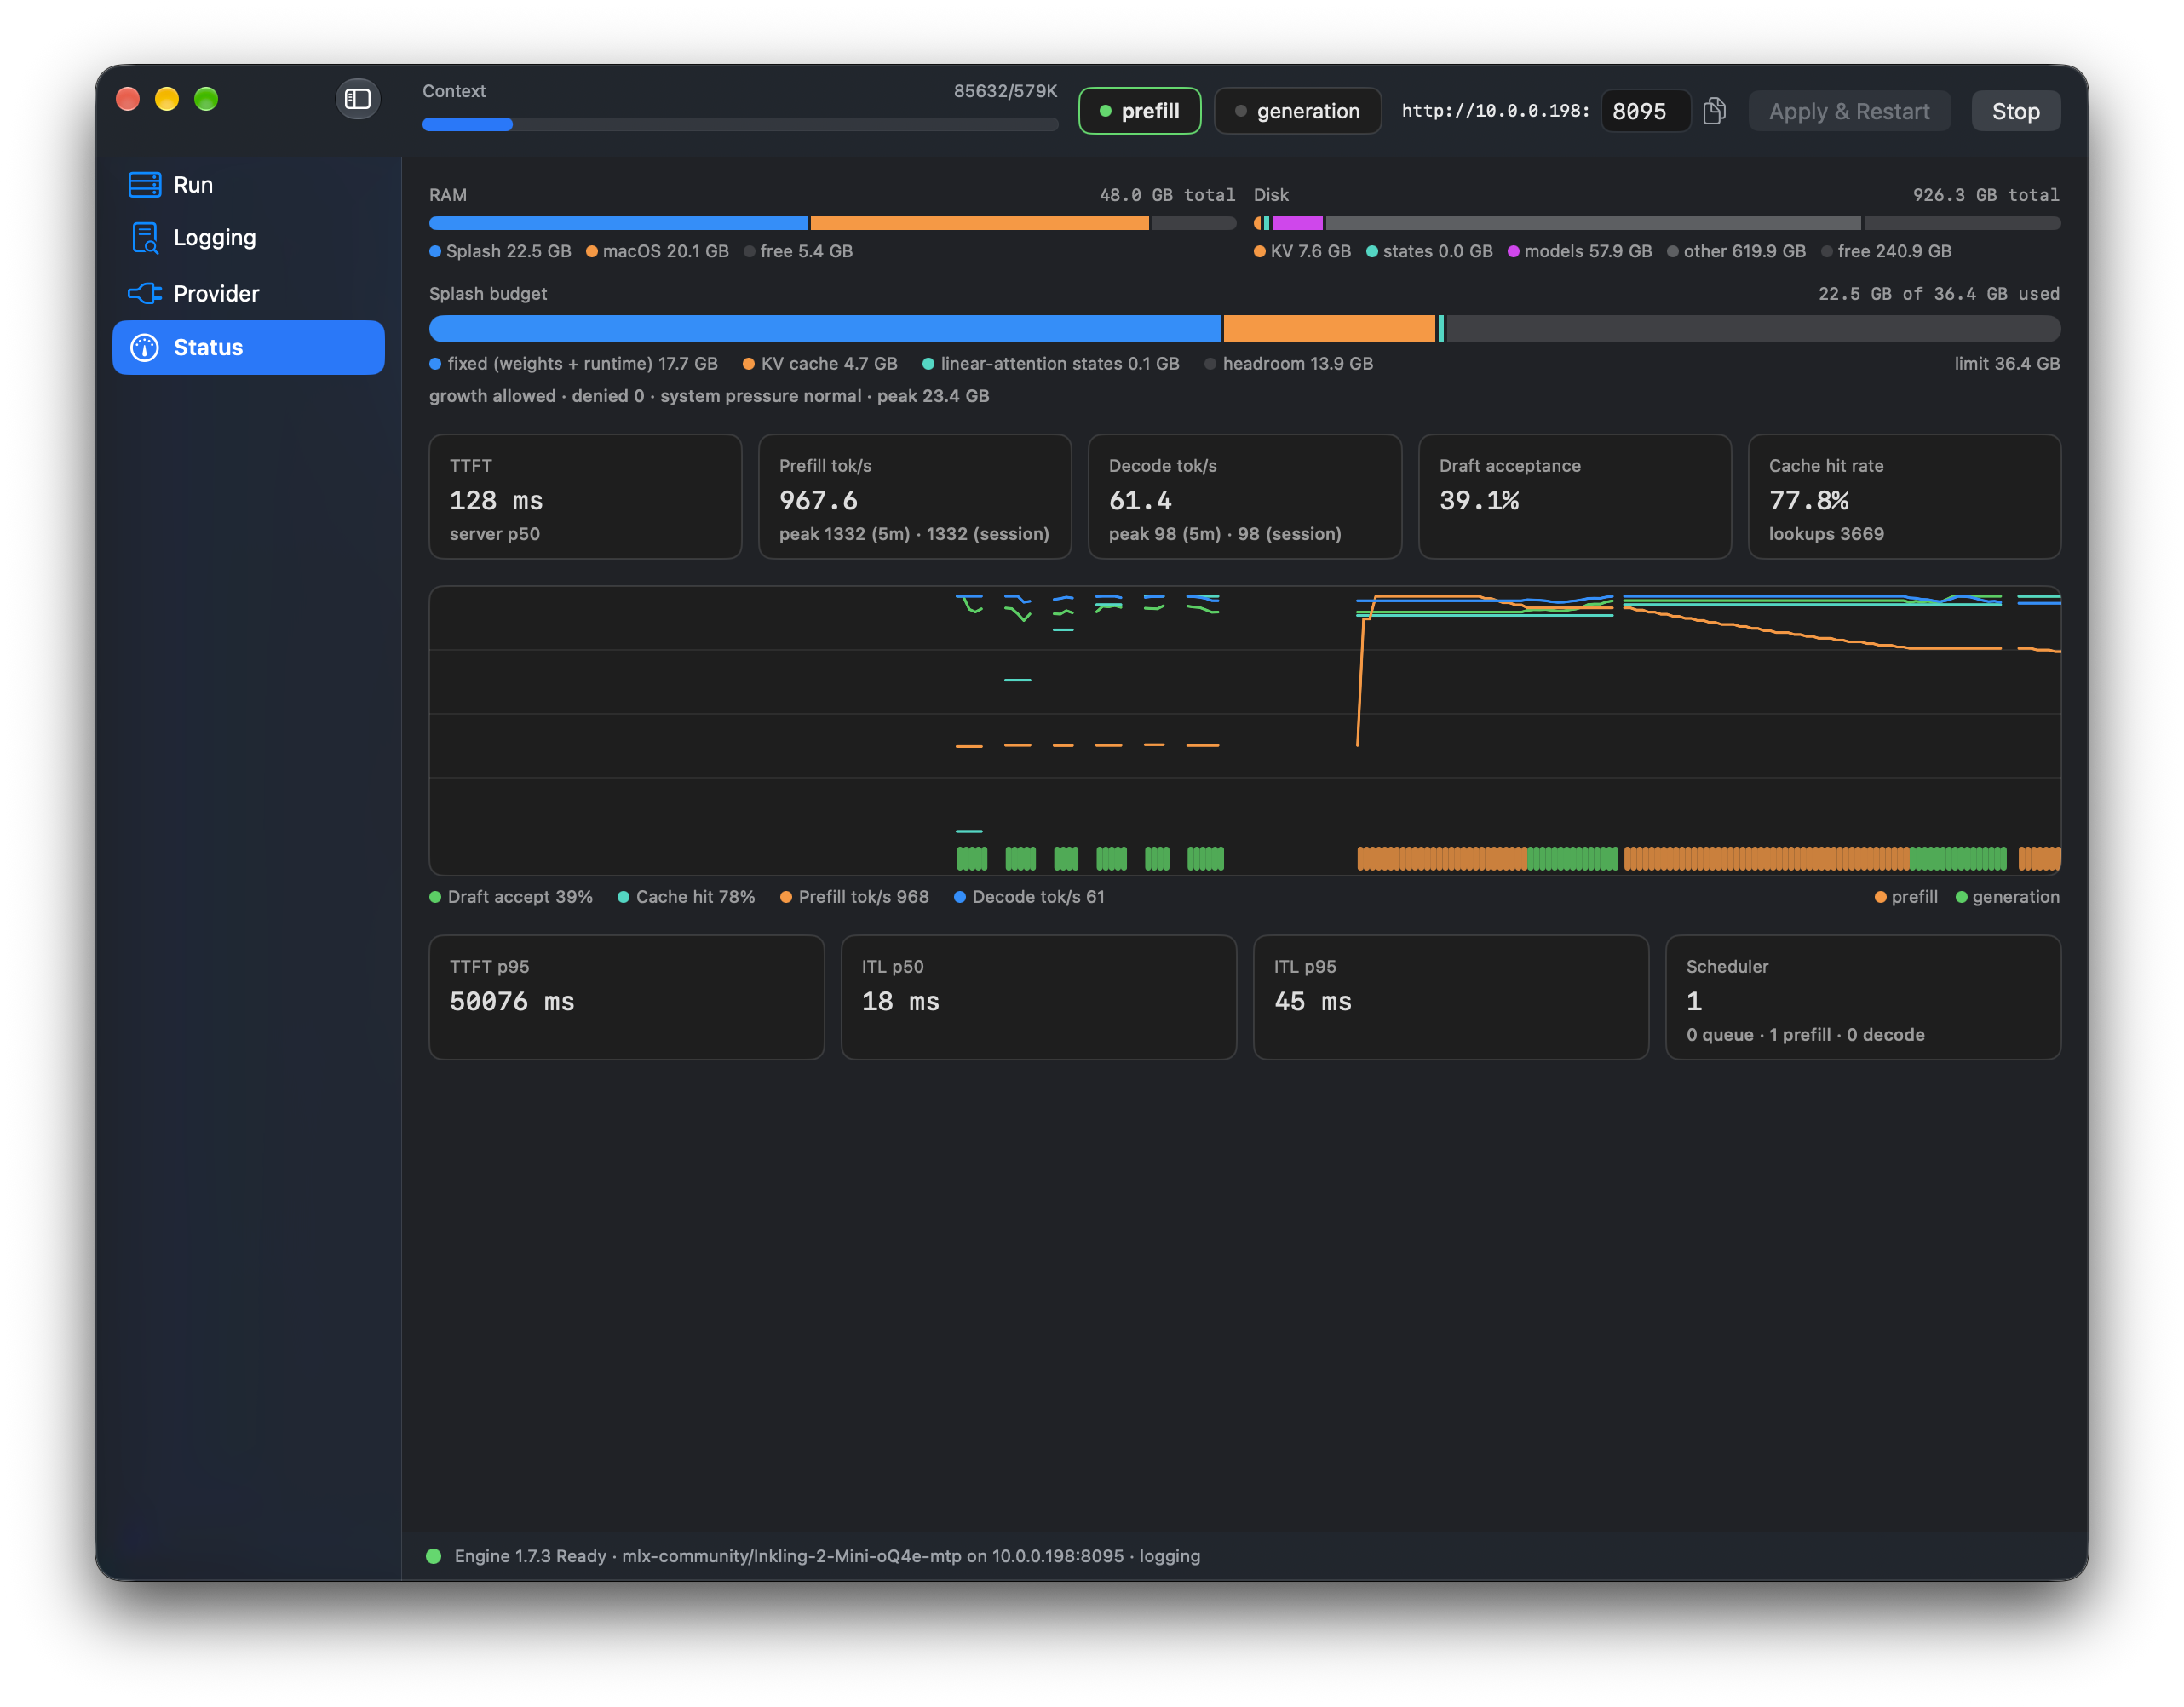 Context 85632/579K
prefill generation http://10.0.0.198: 8095 Apply & Restart Stop
Run
Logging
Provider
Status
RAM 48.0 GB total
Splash 22.5 GB macOS 20.1 GB free 5.4 GB
Disk 926.3 GB total
KV 7.6 GB states 0.0 GB models 57.9 GB other 619.9 GB free 240.9 GB
Splash budget 22.5 GB of 36.4 GB used
fixed (weights + runtime) 17.7 GB KV cache 4.7 GB linear-attention states 0.1 GB headroom 13.9 GB limit 36.4 GB
growth allowed · denied 0 · system pressure normal · peak 23.4 GB
TTFT
128 ms
server p50
Prefill tok/s
967.6
peak 1332 (5m) · 1332 (session)
Decode tok/s
61.4
peak 98 (5m) · 98 (session)
Draft acceptance
39.1%
Cache hit rate
77.8%
lookups 3669
Draft accept 39% Cache hit 78% Prefill tok/s 968 Decode tok/s 61 prefill generation
TTFT p95
50076 ms
ITL p50
18 ms
ITL p95
45 ms
Scheduler
1
0 queue · 1 prefill · 0 decode
Engine 1.7.3 Ready · mlx-community/Inkling-2-Mini-oQ4e-mtp on 10.0.0.198:8095 · logging